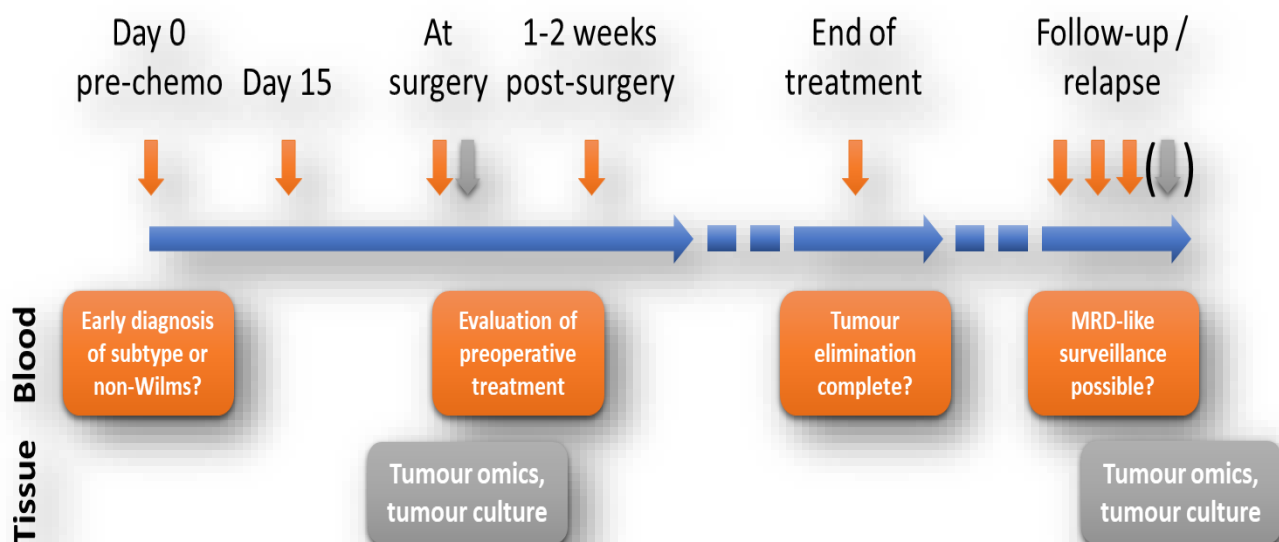 Day 0
pre-chemo
Day 15
At
surgery
1-2 weeks
post-surgery
End of
treatment
Follow-up /
relapse
( )
Blood
Early diagnosis
of subtype or
non-Wilms?
Evaluation of
preoperative
treatment
Tumour
elimination
complete?
MRD-like
surveillance
possible?
Tissue
Tumour omics,
tumour culture
Tumour omics,
tumour culture